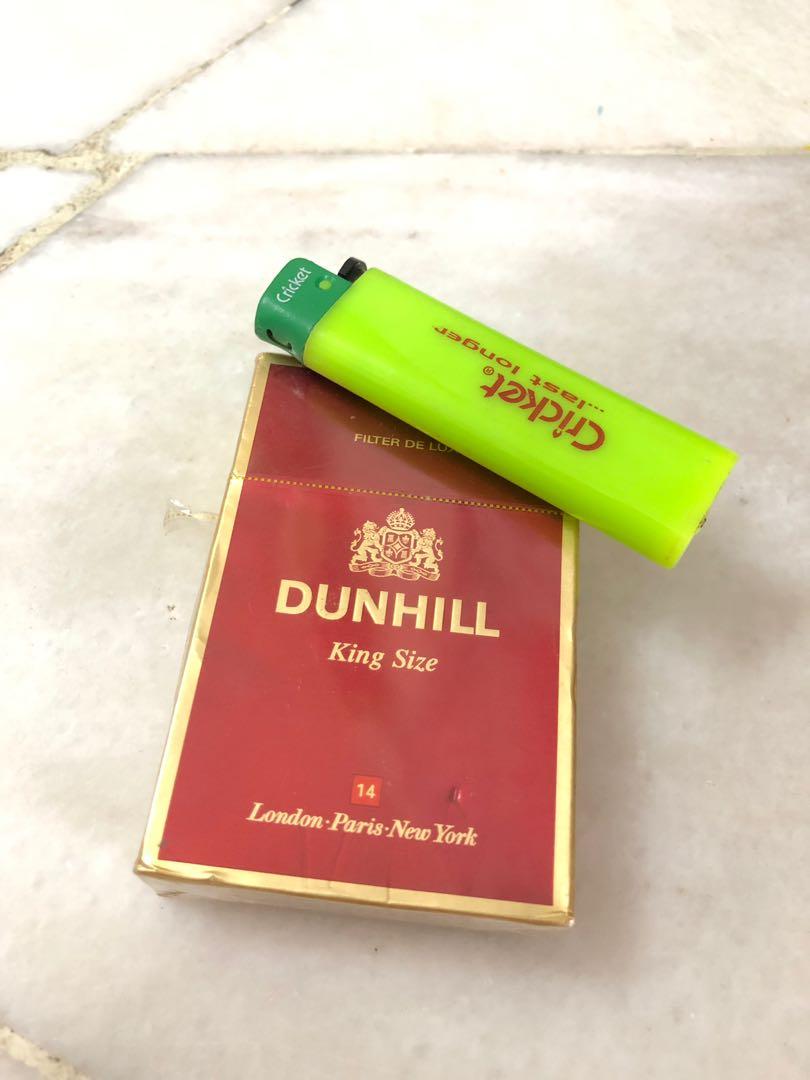 Cricket
Cricket®
...last longer
FILTER DE LUX
DUNHILL
King Size
14
London·Paris·New York